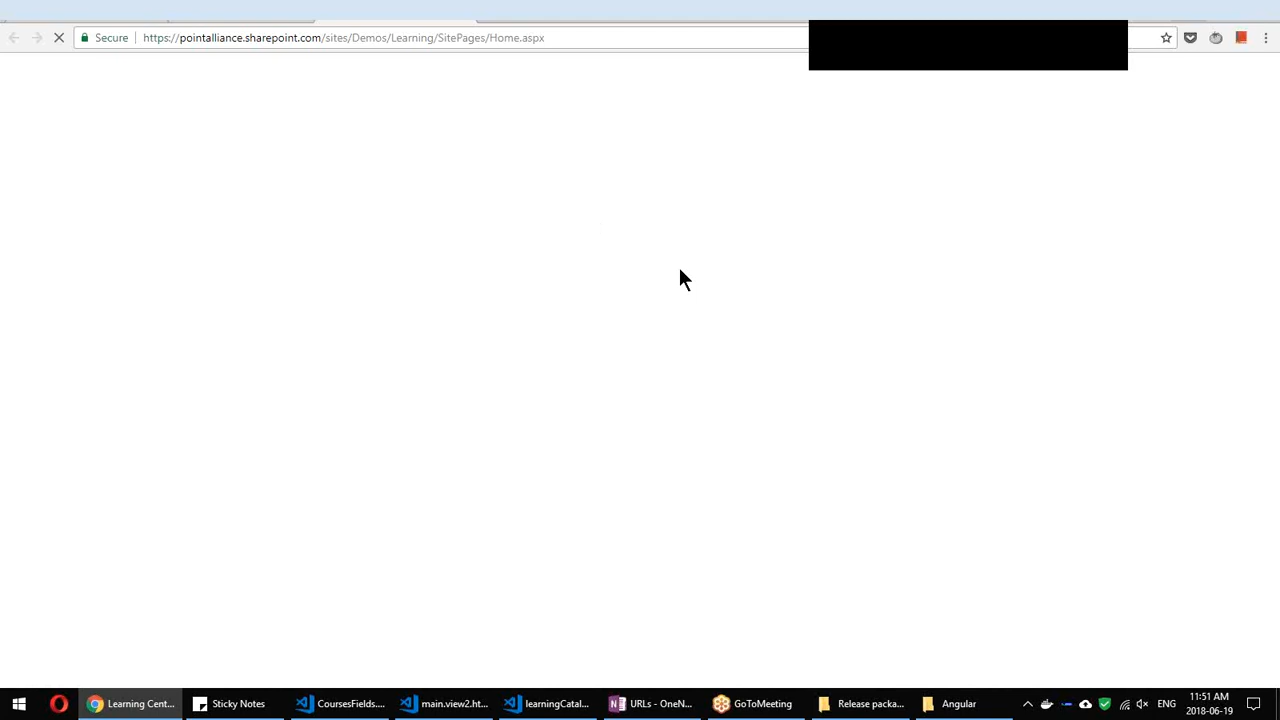 Secure https://pointalliance.sharepoint.com/sites/Demos/Learning/SitePages/Home.aspx
Learning Cent...
Sticky Notes
CoursesFields....
main.view2.ht...
learningCatal...
URLs - OneN...
GoToMeeting
Release packa...
Angular
ENG
11:51 AM
2018-06-19